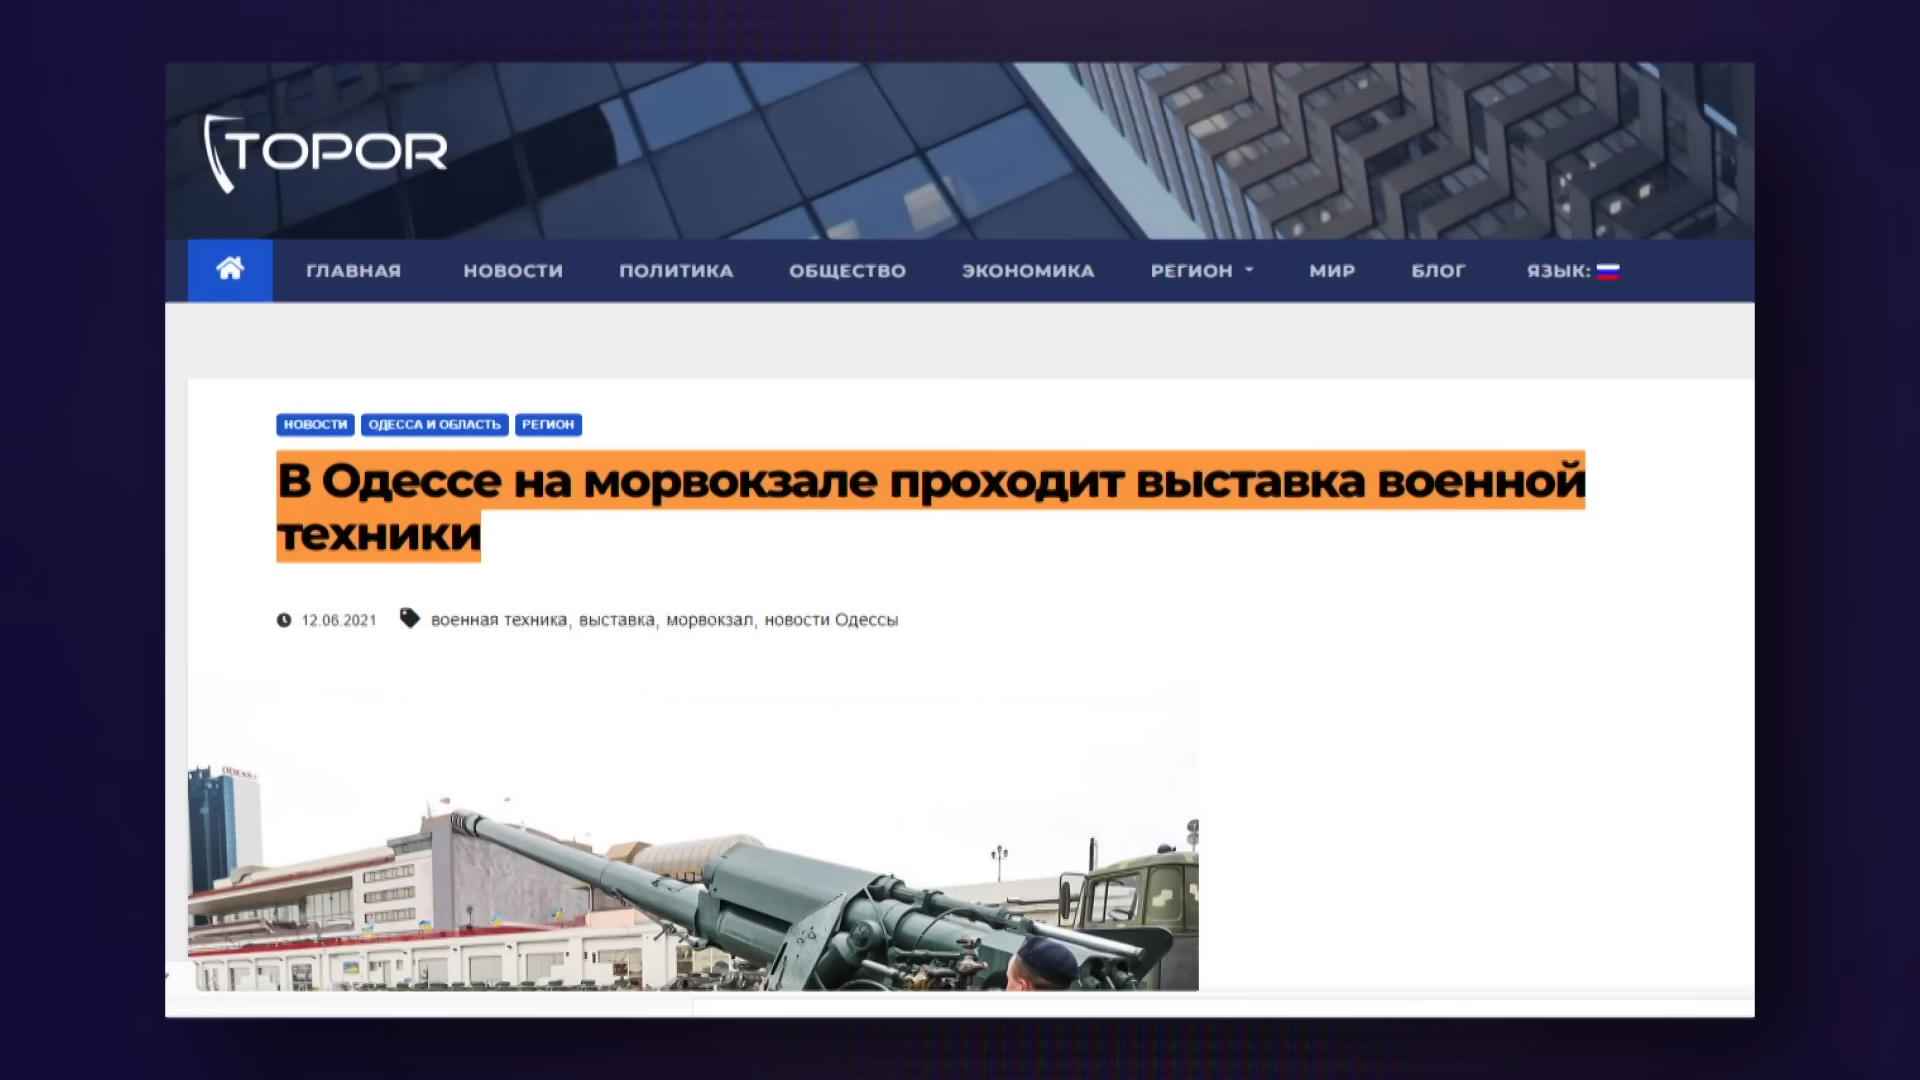 TOPOR
ГЛАВНАЯ НОВОСТИ ПОЛИТИКА ОБЩЕСТВО ЭКОНОМИКА РЕГИОН МИР БЛОГ ЯЗЫК:
НОВОСТИ ОДЕССА И ОБЛАСТЬ РЕГИОН
В Одессе на морвокзале проходит выставка военной
техники
12.06.2021 военная техника, выставка, морвокзал, новости Одессы
ODESSA